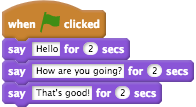 when clicked
say Hello for 2 secs
say How are you going? for 2 secs
say That's good! for 2 secs